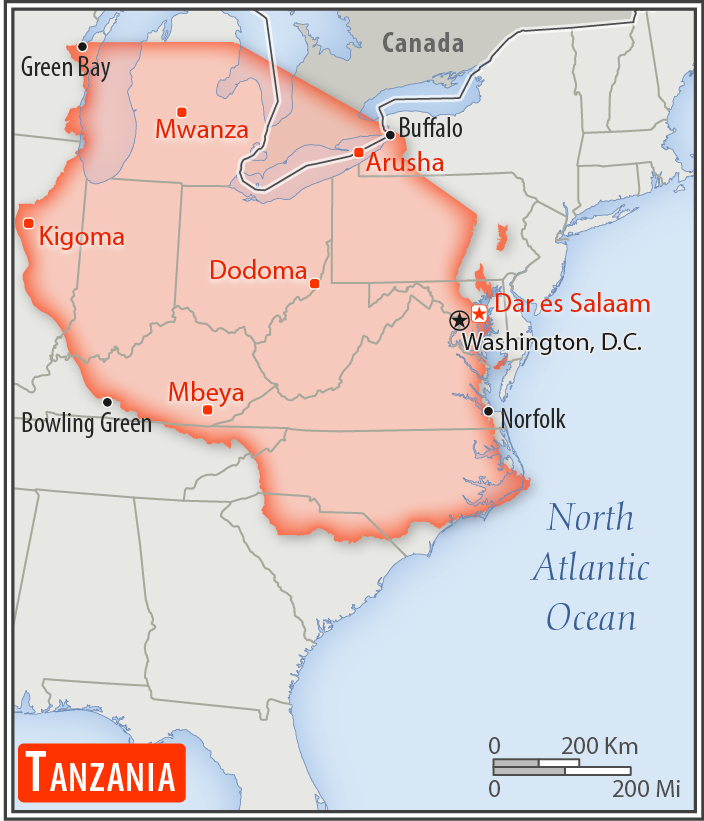 Canada
Green Bay
Mwanza
Buffalo
Arusha
Kigoma
Dodoma
Dar es Salaam
Washington, D.C.
Mbeya
Bowling Green
Norfolk
North
Atlantic
Ocean
TANZANIA
0 200 Km
0 200 Mi